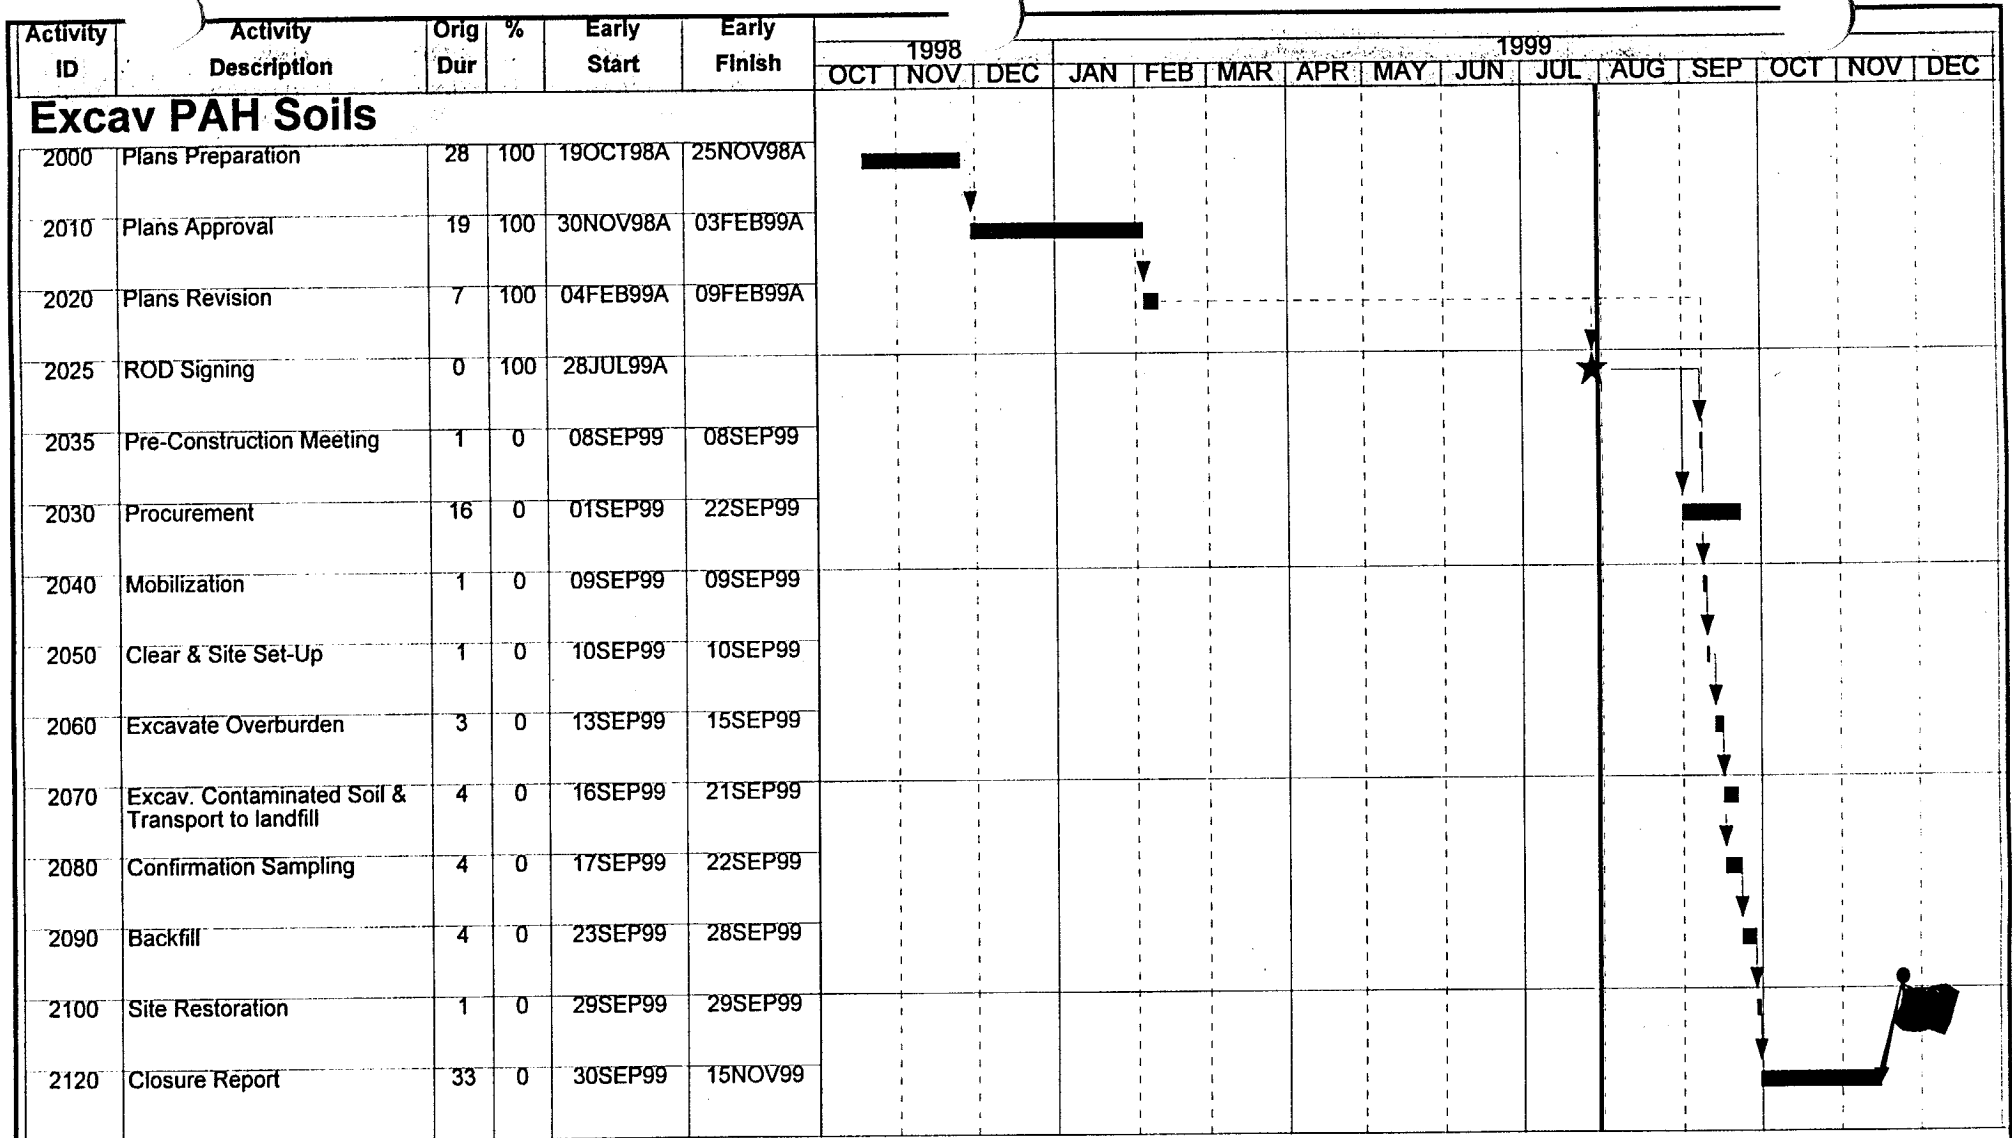 Activity ID Activity Description Orig Dur % Early Start Early Finish
1998 1999
OCT NOV DEC JAN FEB MAR APR MAY JUN JUL AUG SEP OCT NOV DEC
Excav PAH Soils
2000 Plans Preparation 28 100 19OCT98A 25NOV98A
2010 Plans Approval 19 100 30NOV98A 03FEB99A
2020 Plans Revision 7 100 04FEB99A 09FEB99A
2025 ROD Signing 0 100 28JUL99A
2035 Pre-Construction Meeting 1 0 08SEP99 08SEP99
2030 Procurement 16 0 01SEP99 22SEP99
2040 Mobilization 1 0 09SEP99 09SEP99
2050 Clear & Site Set-Up 1 0 10SEP99 10SEP99
2060 Excavate Overburden 3 0 13SEP99 15SEP99
2070 Excav. Contaminated Soil & 4 0 16SEP99 21SEP99
Transport to landfill
2080 Confirmation Sampling 4 0 17SEP99 22SEP99
2090 Backfill 4 0 23SEP99 28SEP99
2100 Site Restoration 1 0 29SEP99 29SEP99
2120 Closure Report 33 0 30SEP99 15NOV99